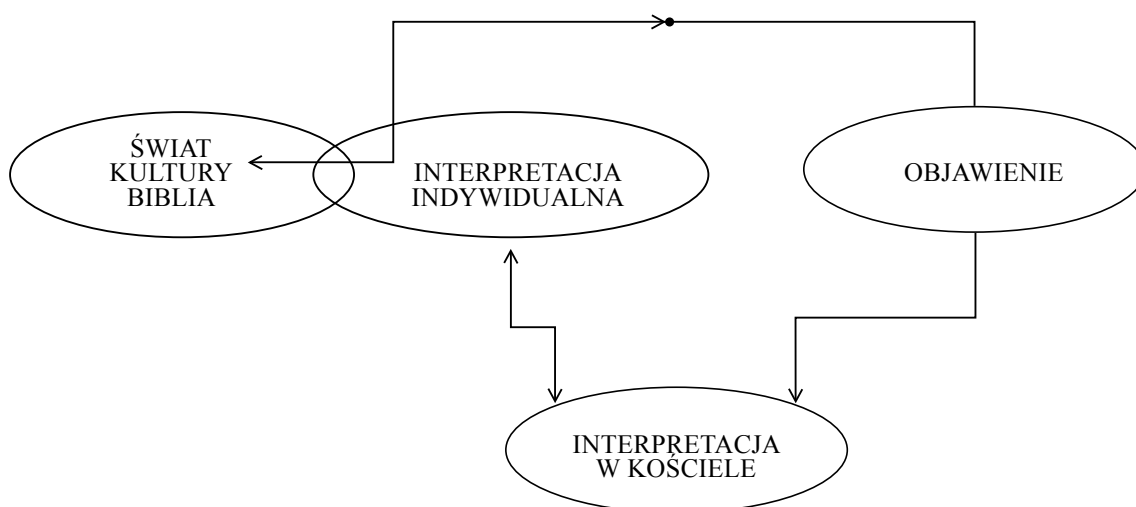 ŚWIAT
KULTURY
BIBLIA
INTERPRETACJA
INDYWIDUALNA
OBJAWIENIE
INTERPRETACJA
W KOŚCIELE